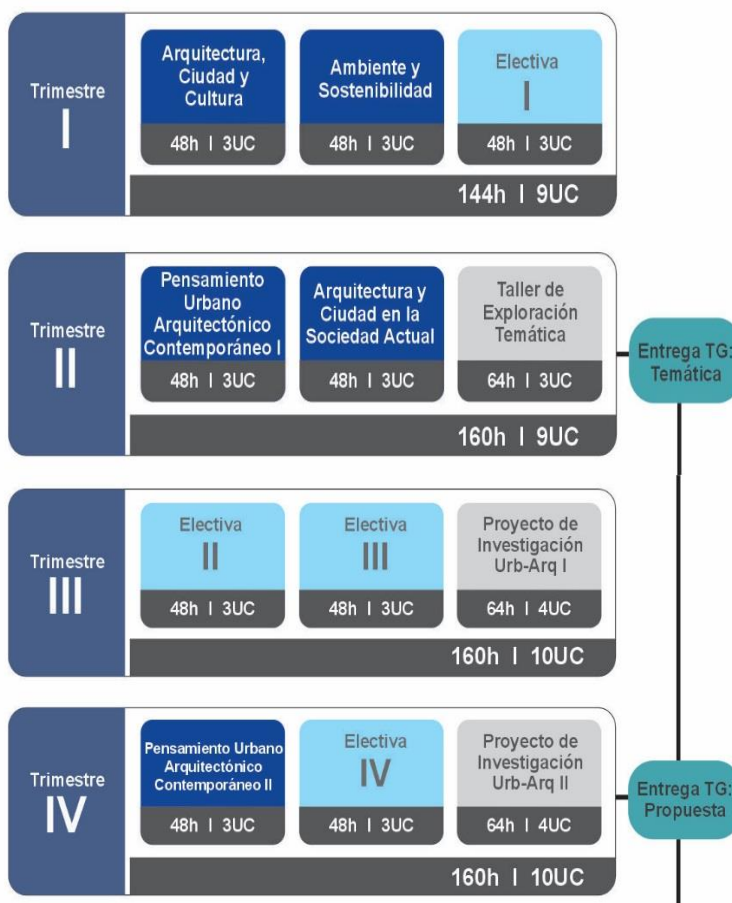 Trimestre
I
Arquitectura,
Ciudad y
Cultura
48h I 3UC
Ambiente y
Sostenibilidad
48h I 3UC
Electiva
I
48h I 3UC
144h I 9UC
Trimestre
II
Pensamiento
Urbano
Arquitectónico
Contemporáneo I
48h I 3UC
Arquitectura y
Ciudad en la
Sociedad Actual
48h I 3UC
Taller de
Exploración
Temática
64h I 3UC
160h I 9UC
Entrega TG:
Temática
Trimestre
III
Electiva
II
48h I 3UC
Electiva
III
48h I 3UC
Proyecto de
Investigación
Urb-Arq I
64h I 4UC
160h I 10UC
Trimestre
IV
Pensamiento Urbano
Arquitectónico
Contemporáneo II
48h I 3UC
Electiva
IV
48h I 3UC
Proyecto de
Investigación
Urb-Arq II
64h I 4UC
160h I 10UC
Entrega TG:
Propuesta